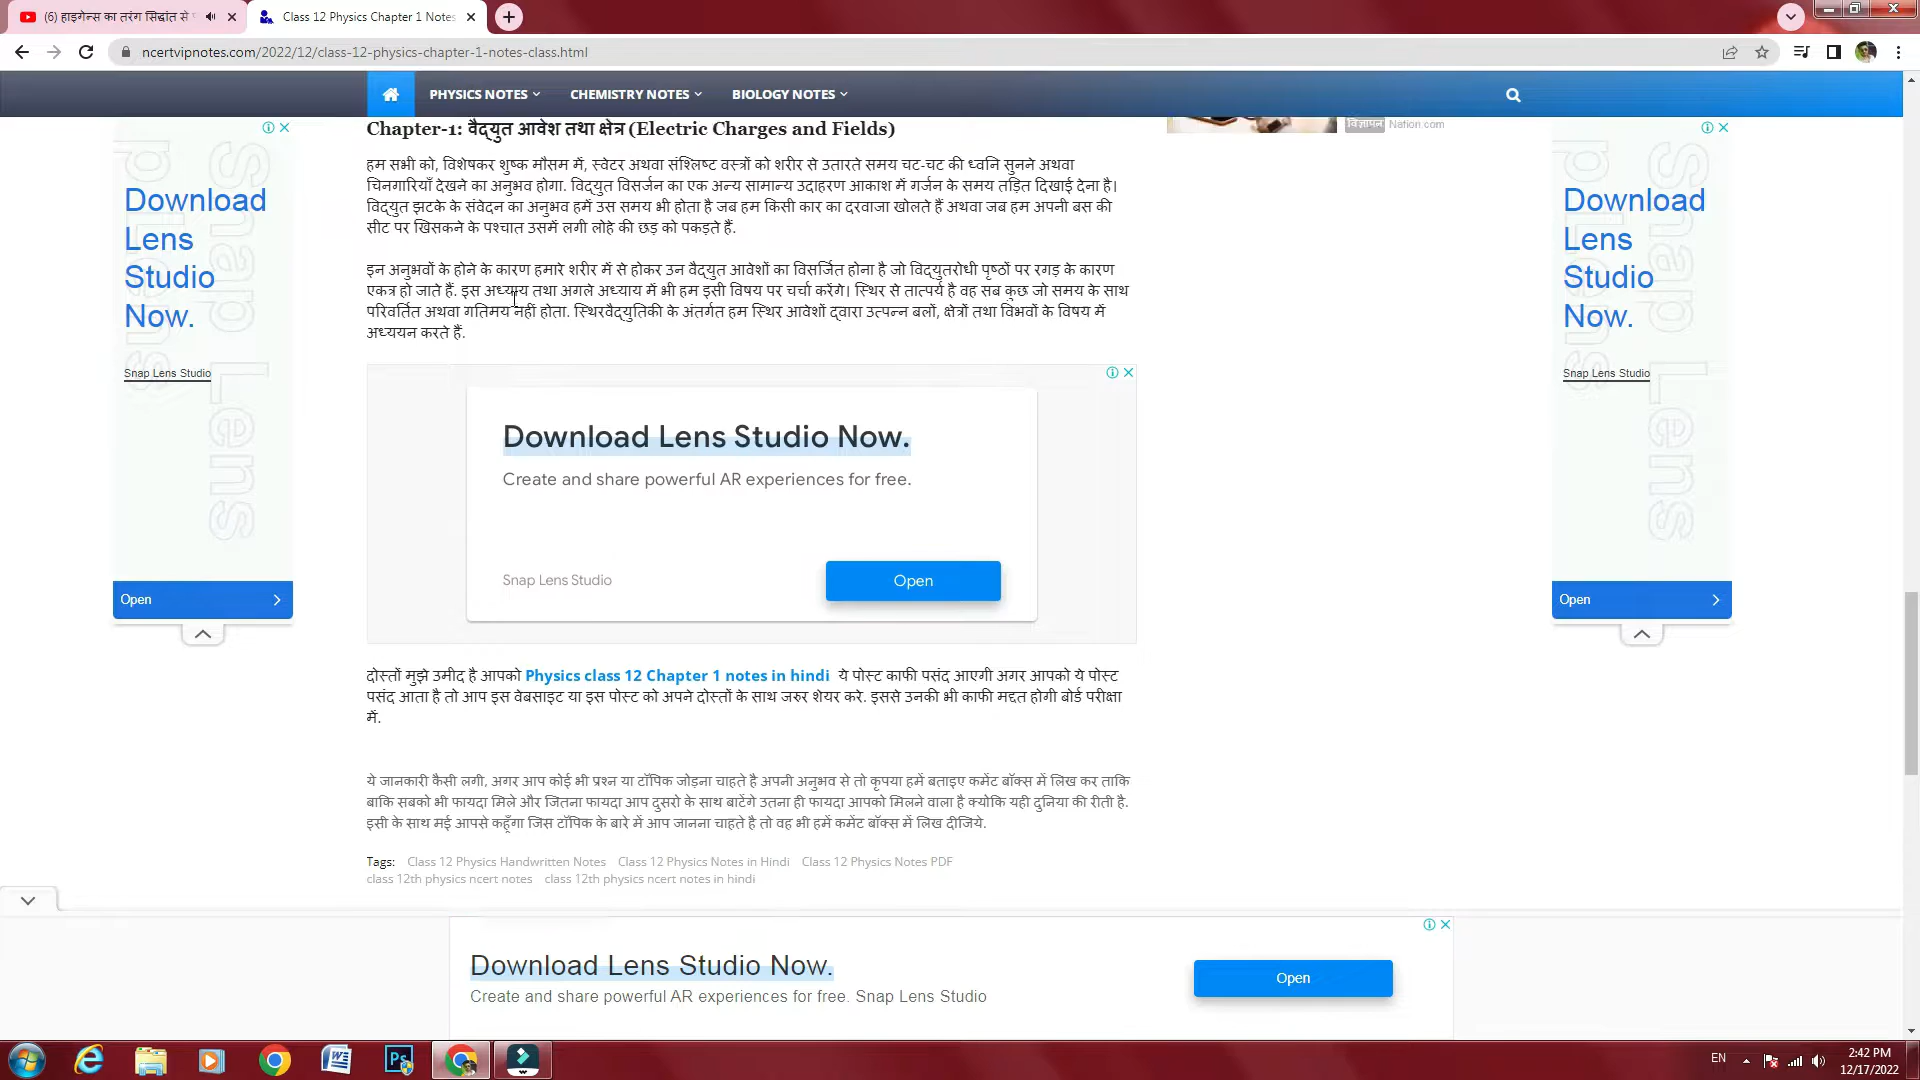 (6) हाइगेन्स का तरंग सिद्धांत से
Class 12 Physics Chapter 1 Notes
ncertvipnotes.com/2022/12/class-12-physics-chapter-1-notes-class.html
PHYSICS NOTES
CHEMISTRY NOTES
BIOLOGY NOTES
Chapter-1: वैद्युत आवेश तथा क्षेत्र (Electric Charges and Fields)
विज्ञापन Nation.com
हम सभी को, विशेषकर शुष्क मौसम में, स्वेटर अथवा संश्लिष्ट वस्त्रों को शरीर से उतारते समय चट-चट की ध्वनि सुनने अथवा
चिनगारियाँ देखने का अनुभव होगा. विद्युत विसर्जन का एक अन्य सामान्य उदाहरण आकाश में गर्जन के समय तड़ित दिखाई देना है।
विद्युत झटके के संवेदन का अनुभव हमें उस समय भी होता है जब हम किसी कार का दरवाजा खोलते हैं अथवा जब हम अपनी बस की
सीट पर खिसकने के पश्चात उसमें लगी लोहे की छड़ को पकड़ते हैं.
इन अनुभवों के होने के कारण हमारे शरीर में से होकर उन वैद्युत आवेशों का विसर्जित होना है जो विद्युतरोधी पृष्ठों पर रगड़ के कारण
एकत्र हो जाते हैं. इस अध्याय तथा अगले अध्याय में भी हम इसी विषय पर चर्चा करेंगे। स्थिर से तात्पर्य है वह सब कुछ जो समय के साथ
परिवर्तित अथवा गतिमय नहीं होता. स्थिरवैद्युतिकी के अंतर्गत हम स्थिर आवेशों द्वारा उत्पन्न बलों, क्षेत्रों तथा विभवों के विषय में
अध्ययन करते हैं.
Download
Lens
Studio
Now.
Snap Lens Studio
Snap Lens
Open
Download Lens Studio Now.
Create and share powerful AR experiences for free.
Snap Lens Studio
Open
Download
Lens
Studio
Now.
Snap Lens Studio
Snap Lens
Open
दोस्तों मुझे उमीद है आपको Physics class 12 Chapter 1 notes in hindi ये पोस्ट काफी पसंद आएगी अगर आपको ये पोस्ट
पसंद आता है तो आप इस वेबसाइट या इस पोस्ट को अपने दोस्तों के साथ जरुर शेयर करे. इससे उनकी भी काफी मद्दत होगी बोर्ड परीक्षा
में.
ये जानकारी कैसी लगी, अगर आप कोई भी प्रश्न या टॉपिक जोड़ना चाहते है अपनी अनुभव से तो कृपया हमें बताइए कमेंट बॉक्स में लिख कर ताकि
बाकि सबको भी फायदा मिले और जितना फायदा आप दुसरो के साथ बाटेंगे उतना ही फायदा आपको मिलने वाला है क्योकि यही दुनिया की रीती है.
इसी के साथ मई आपसे कहूँगा जिस टॉपिक के बारे में आप जानना चाहते है तो वह भी हमें कमेंट बॉक्स में लिख दीजिये.
Tags: Class 12 Physics Handwritten Notes Class 12 Physics Notes in Hindi Class 12 Physics Notes PDF
class 12th physics ncert notes class 12th physics ncert notes in hindi
Download Lens Studio Now.
Create and share powerful AR experiences for free. Snap Lens Studio
Open
EN
2:42 PM
12/17/2022